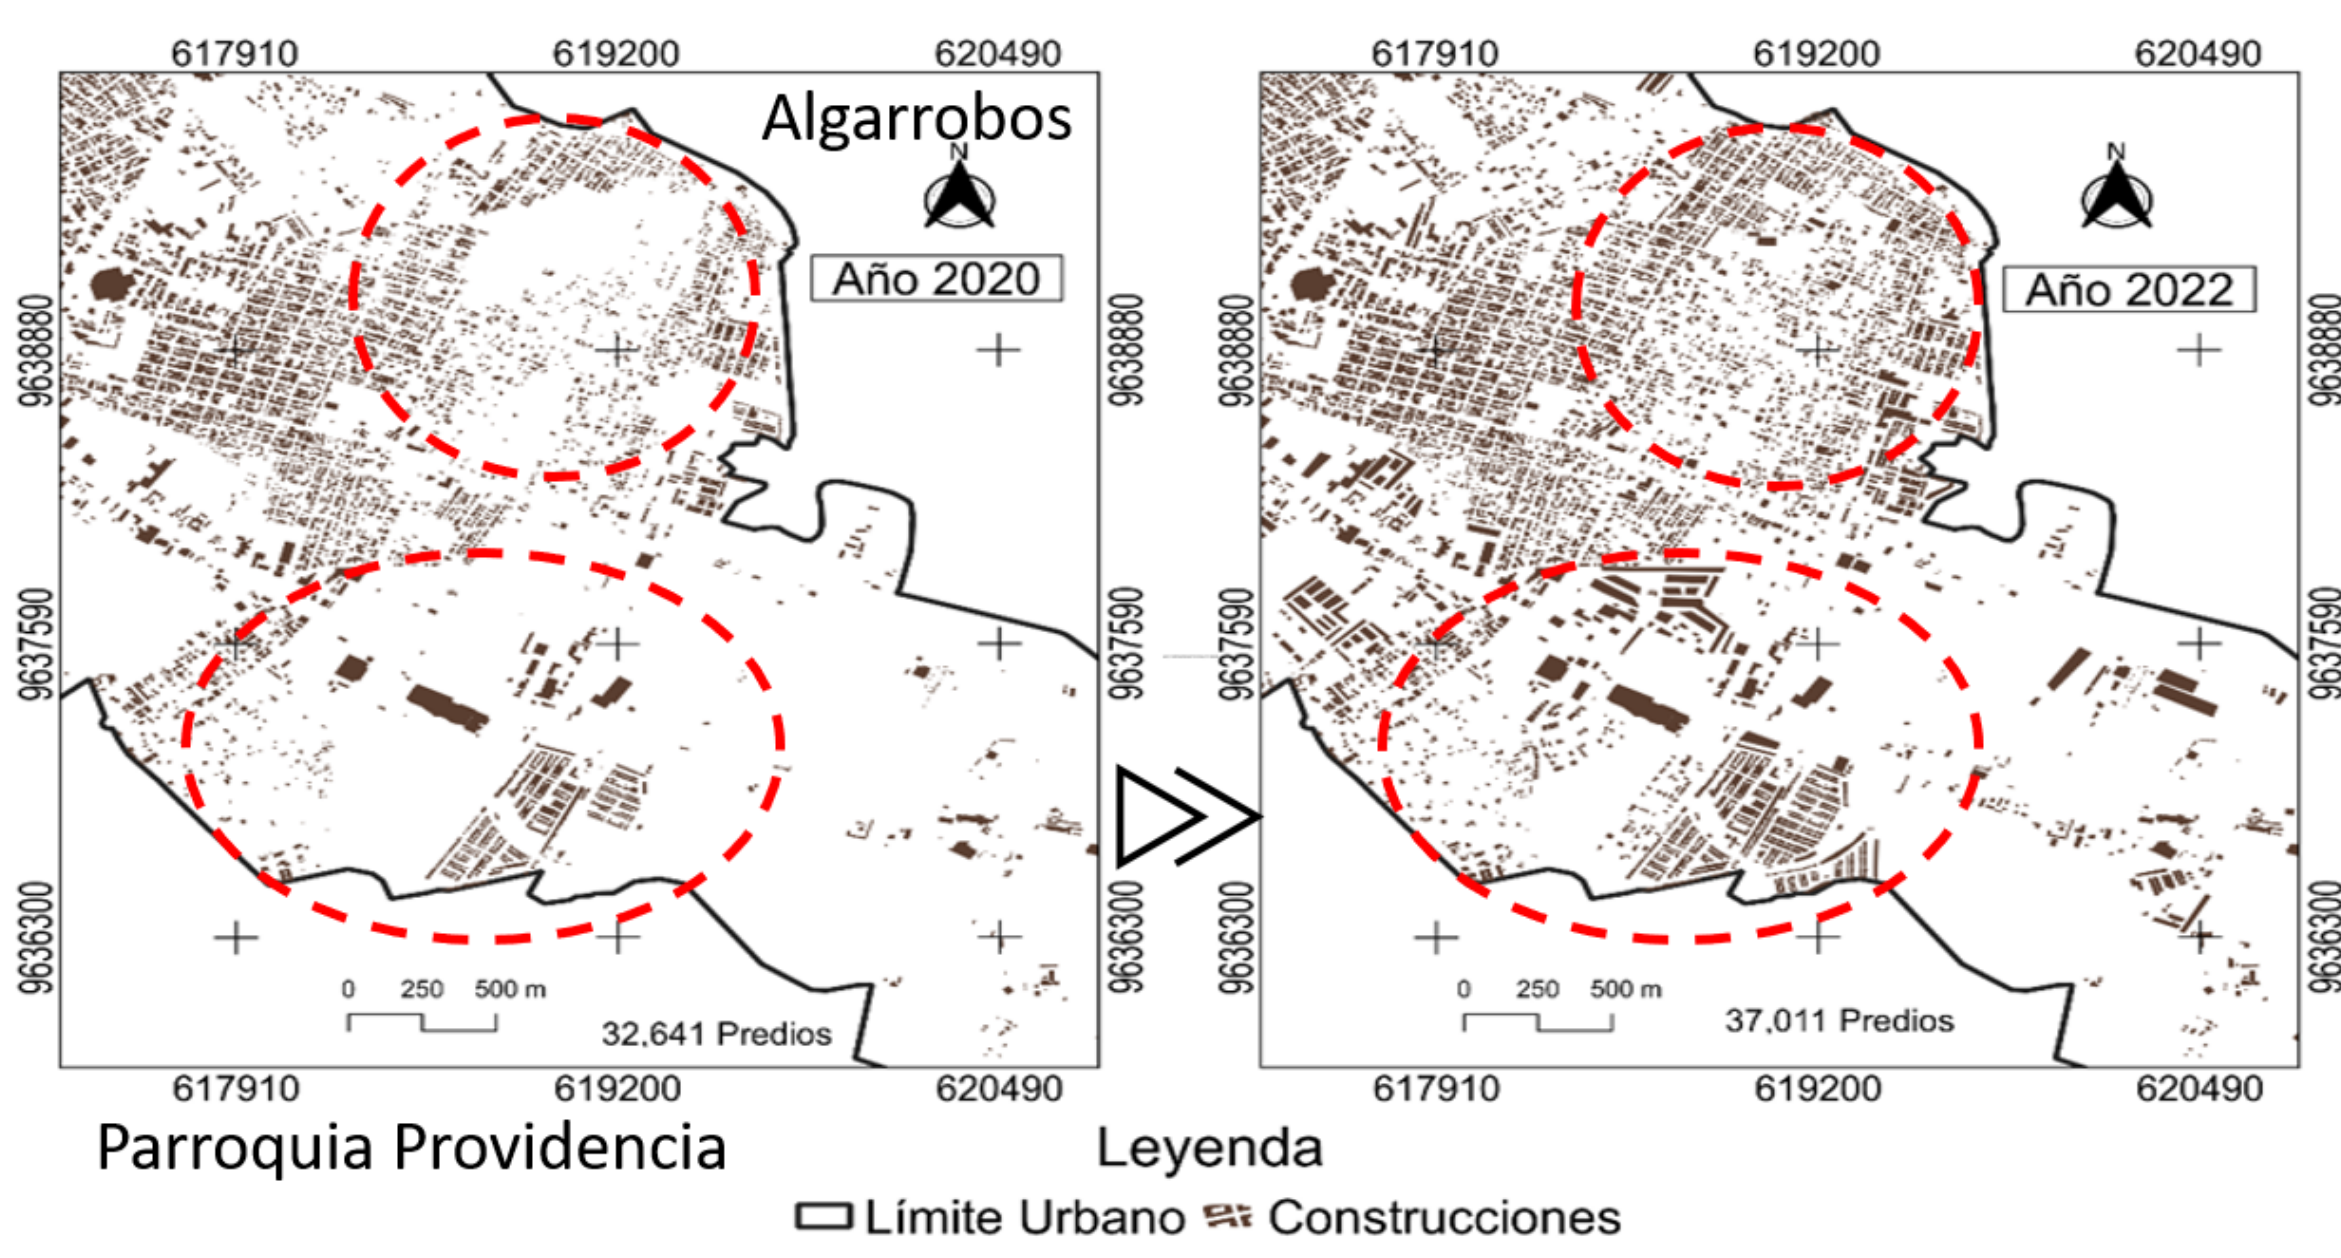 617910 619200 620490
617910 619200 620490
Algarrobos
N
N
Año 2020
Año 2022
9638880 9638880 9638880 9638880
9637590 9637590 9637590 9637590
9636300 9636300 9636300 9636300
0 250 500 m
0 250 500 m
32,641 Predios
37,011 Predios
617910 619200 620490
617910 619200 620490
Parroquia Providencia
Leyenda
Límite Urbano Construcciones